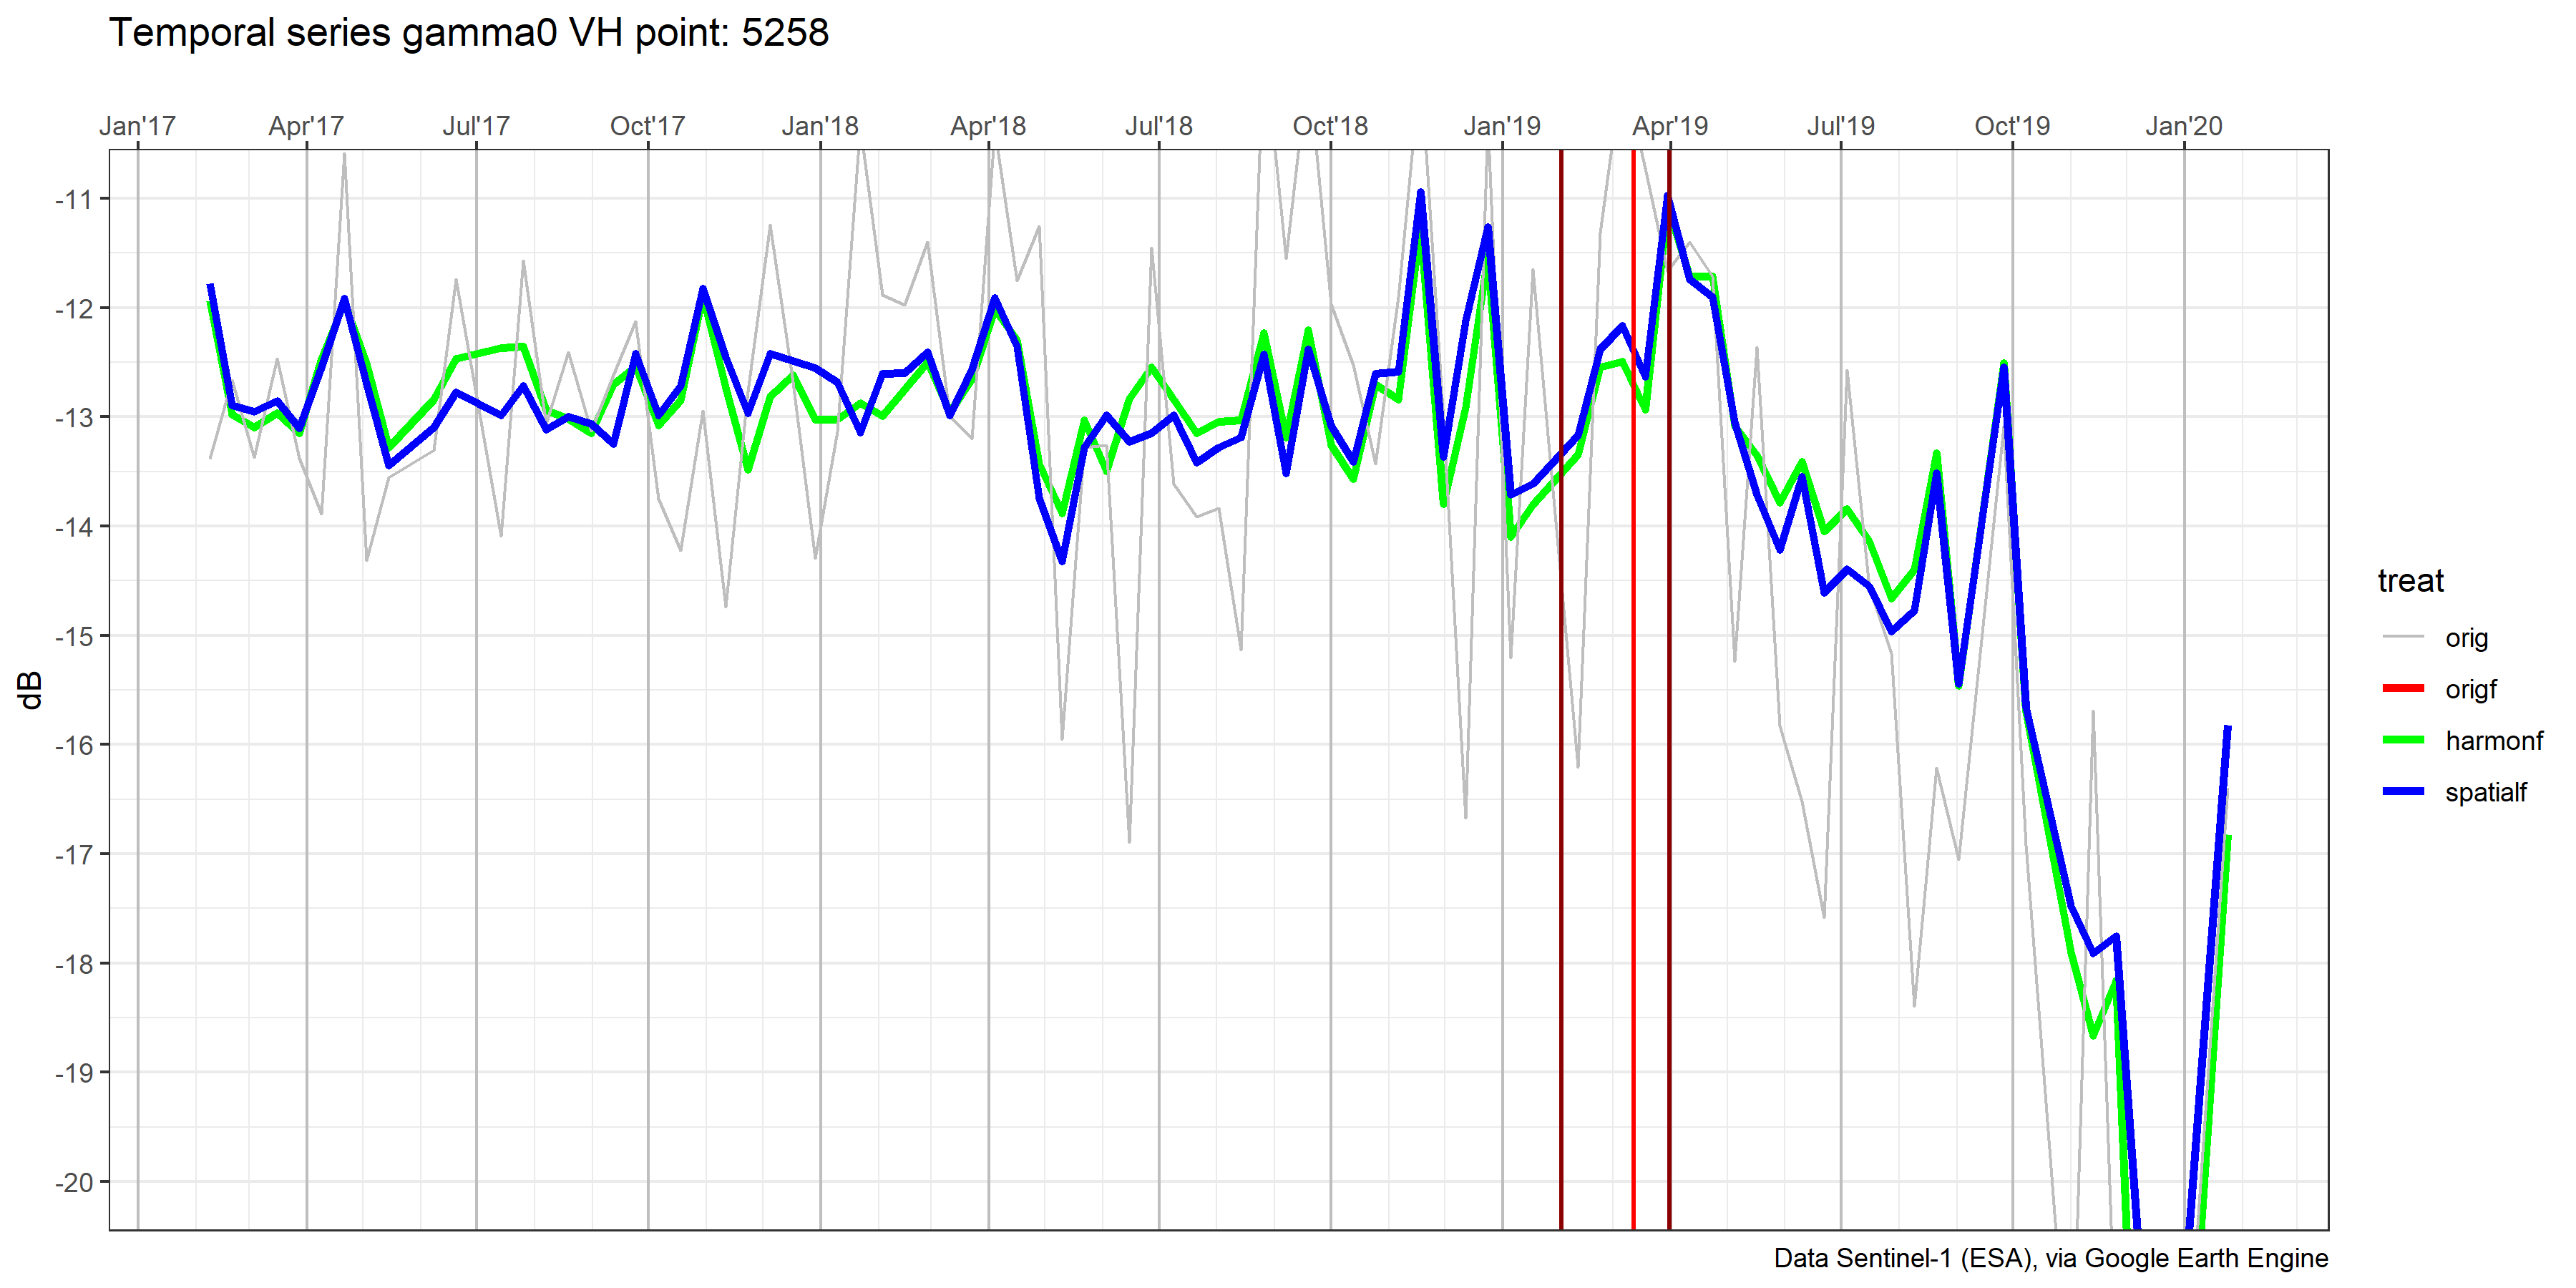 Temporal series gamma0 VH point: 5258
Jan'17 Apr'17 Jul'17 Oct'17 Jan'18 Apr'18 Jul'18 Oct'18 Jan'19 Apr'19 Jul'19 Oct'19 Jan'20
-11
-12
-13
-14
-15
-16
-17
-18
-19
-20
dB
treat
orig
origf
harmonf
spatialf
Data Sentinel-1 (ESA), via Google Earth Engine